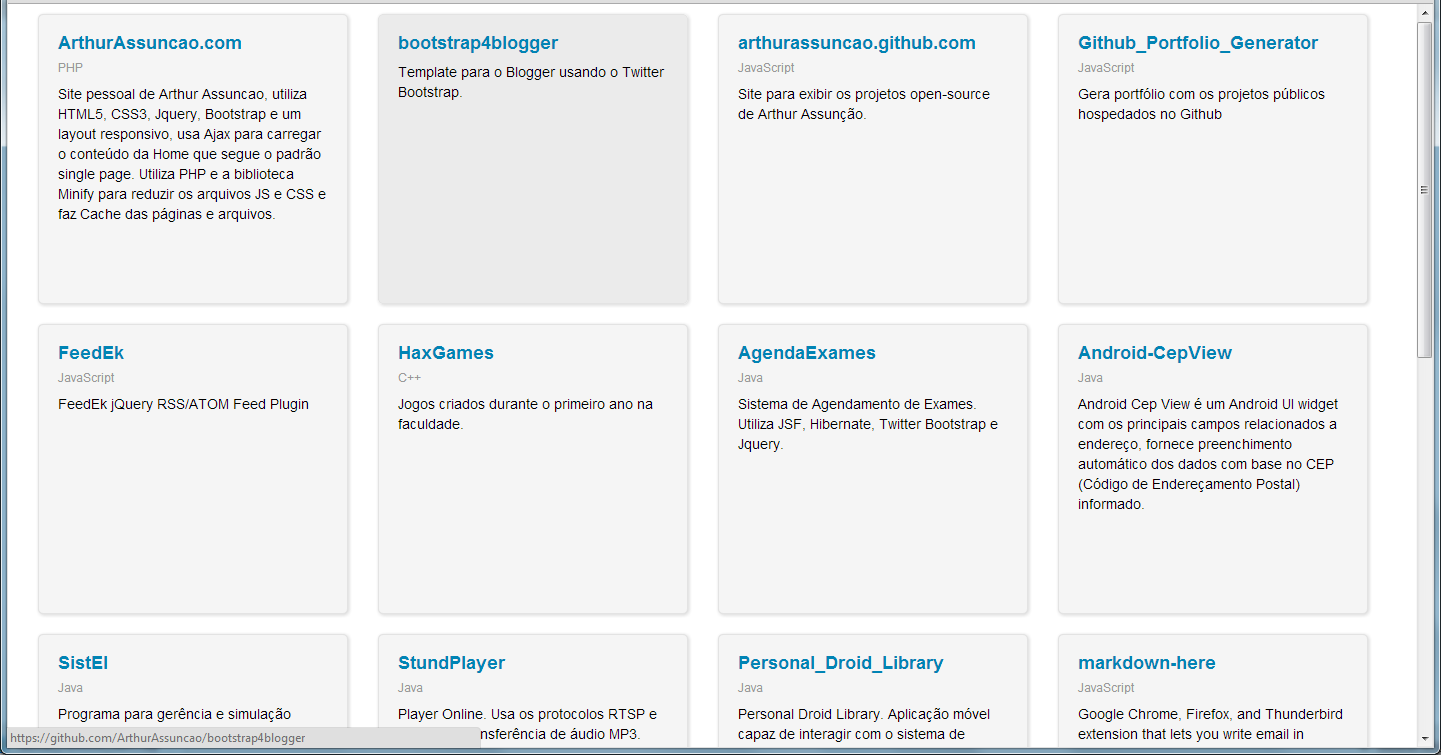 ArthurAssuncao.com
PHP
Site pessoal de Arthur Assuncao, utiliza
HTML5, CSS3, Jquery, Bootstrap e um
layout responsivo, usa Ajax para carregar
o conteúdo da Home que segue o padrão
single page. Utiliza PHP e a biblioteca
Minify para reduzir os arquivos JS e CSS e
faz Cache das páginas e arquivos.
bootstrap4blogger
Template para o Blogger usando o Twitter
Bootstrap.
arthurassuncao.github.com
JavaScript
Site para exibir os projetos open-source
de Arthur Assunção.
Github_Portfolio_Generator
JavaScript
Gera portfólio com os projetos públicos
hospedados no Github
FeedEk
JavaScript
FeedEk jQuery RSS/ATOM Feed Plugin
HaxGames
C++
Jogos criados durante o primeiro ano na
faculdade.
AgendaExames
Java
Sistema de Agendamento de Exames.
Utiliza JSF, Hibernate, Twitter Bootstrap e
Jquery.
Android-CepView
Java
Android Cep View é um Android UI widget
com os principais campos relacionados a
endereço, fornece preenchimento
automático dos dados com base no CEP
(Código de Endereçamento Postal)
informado.
SistEl
Java
Programa para gerência e simulação
StundPlayer
Java
Player Online. Usa os protocolos RTSP e
nsferência de áudio MP3.
Personal_Droid_Library
Java
Personal Droid Library. Aplicação móvel
capaz de interagir com o sistema de
markdown-here
JavaScript
Google Chrome, Firefox, and Thunderbird
extension that lets you write email in
https://github.com/ArthurAssuncao/bootstrap4blogger